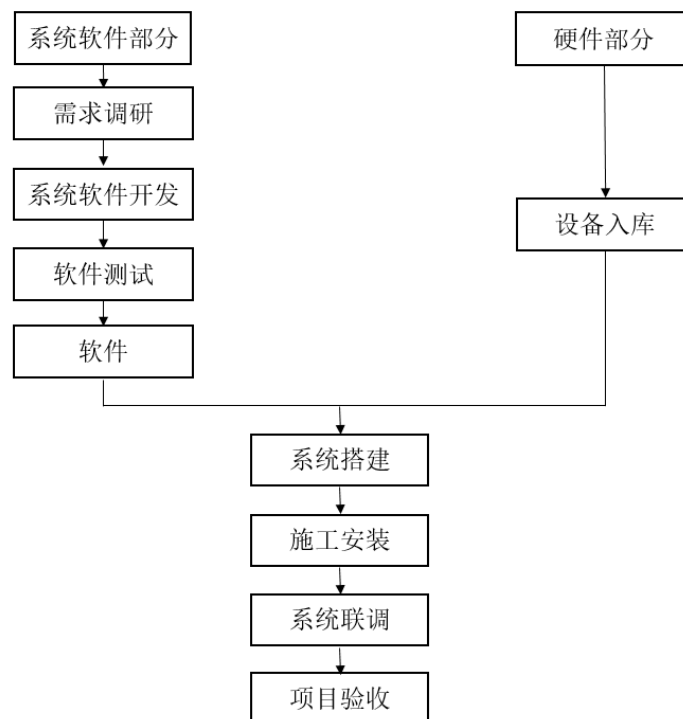 系统软件部分
硬件部分
需求调研
系统软件开发
设备入库
软件测试
软件
系统搭建
施工安装
系统联调
项目验收